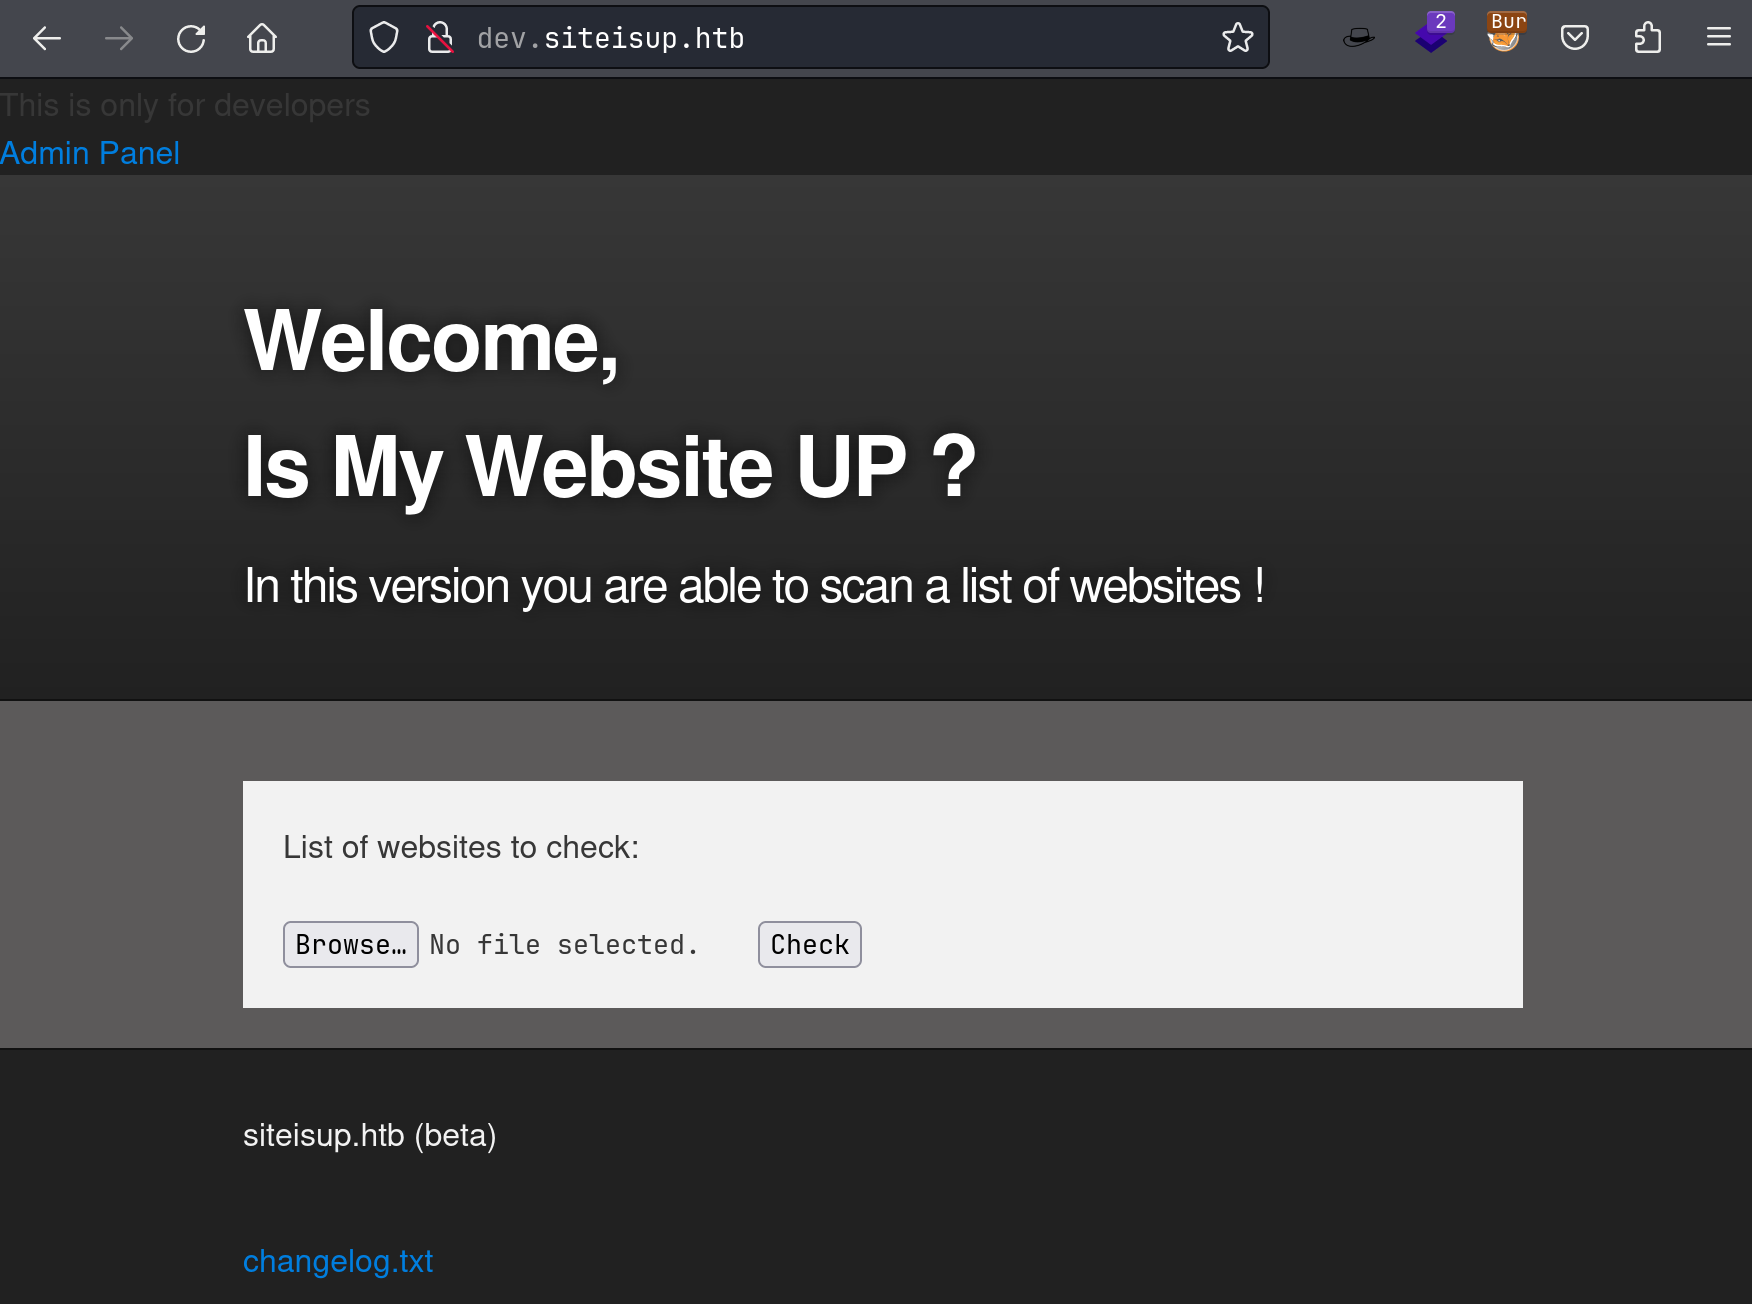 dev.siteisup.htb
2
Bur
This is only for developers
Admin Panel
Welcome,
Is My Website UP ?
In this version you are able to scan a list of websites !
List of websites to check:
Browse… No file selected. Check
siteisup.htb (beta)
changelog.txt